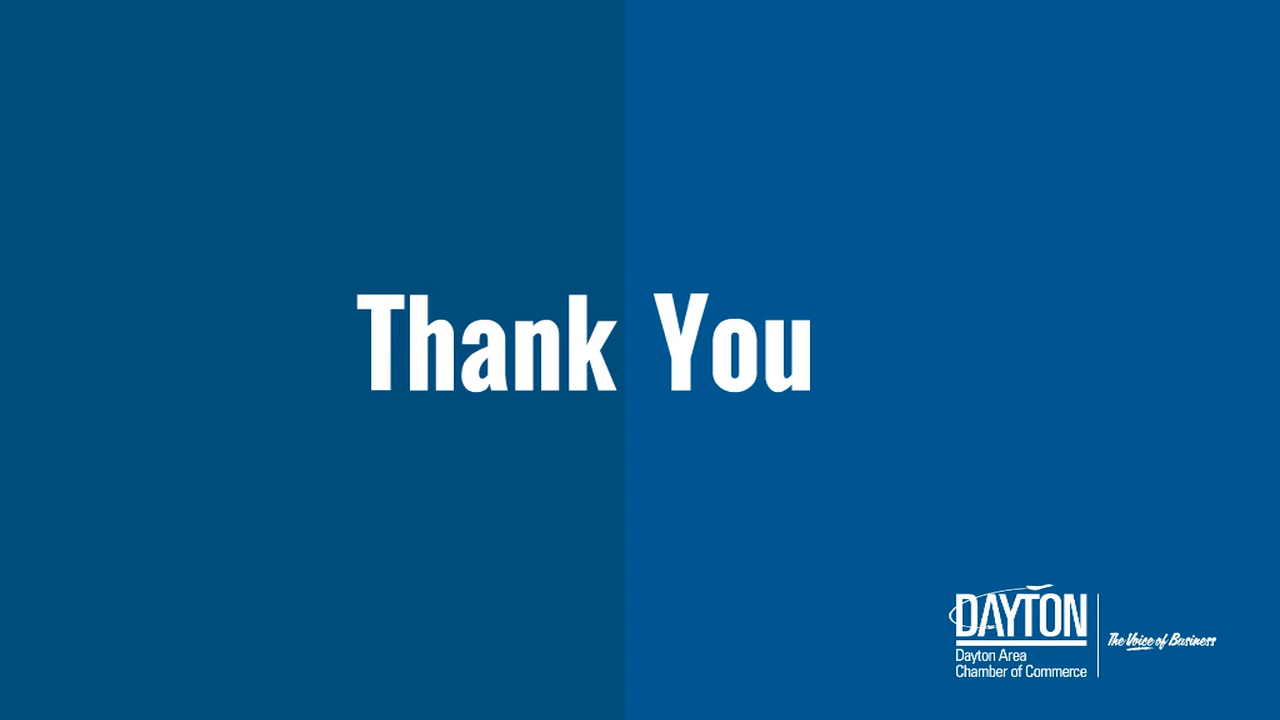 Thank You
DAYTON
Dayton Area
Chamber of Commerce
The Voice of Business